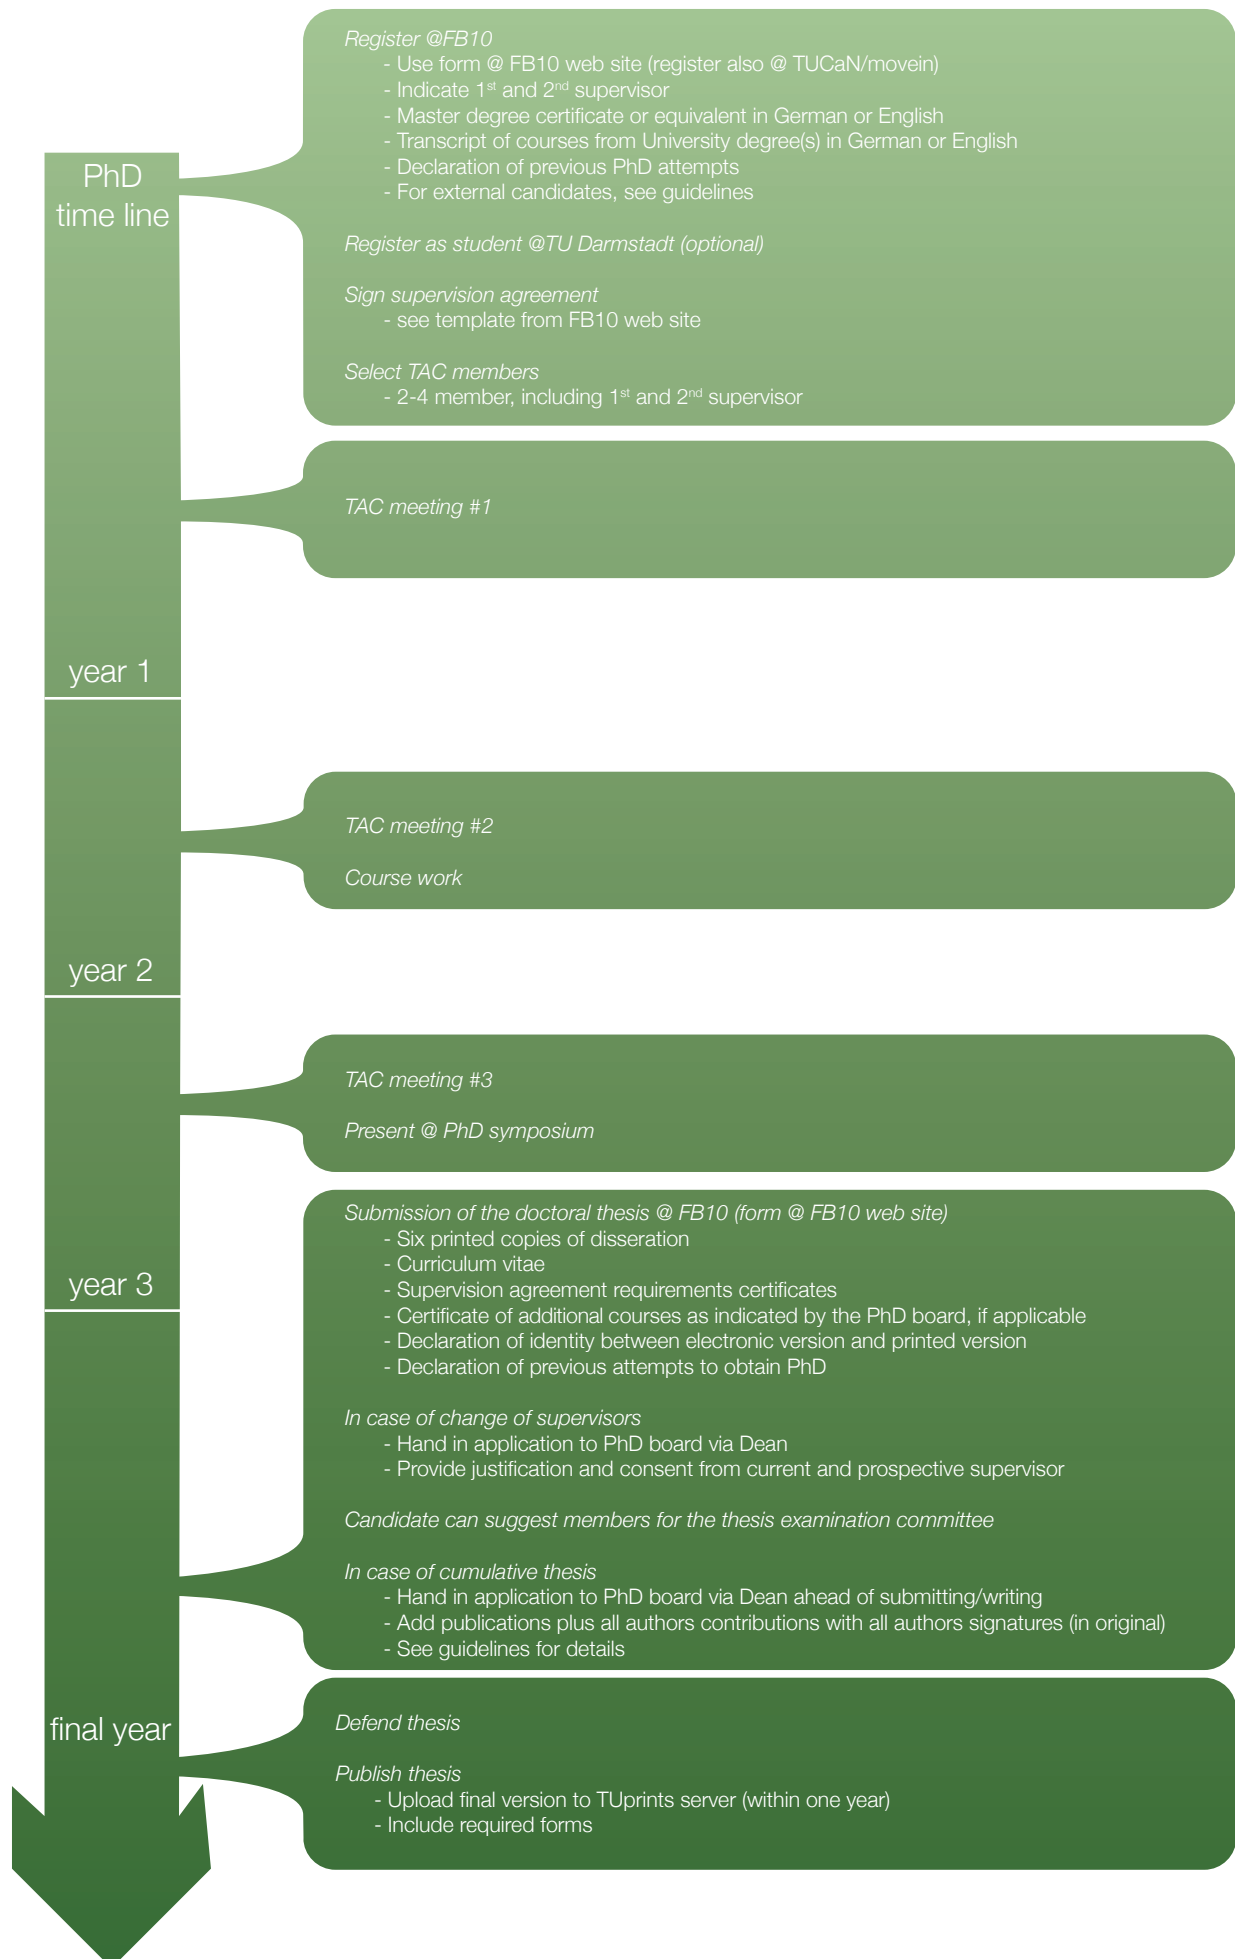 Register @FB10
- Use form @ FB10 web site (register also @ TUCaN/movein)
- Indicate 1st and 2nd supervisor
- Master degree certificate or equivalent in German or English
- Transcript of courses from University degree(s) in German or English
- Declaration of previous PhD attempts
- For external candidates, see guidelines
PhD
time line
Register as student @TU Darmstadt (optional)
Sign supervision agreement
- see template from FB10 web site
Select TAC members
- 2-4 member, including 1st and 2nd supervisor
TAC meeting #1
year 1
TAC meeting #2
Course work
year 2
TAC meeting #3
Present @ PhD symposium
Submission of the doctoral thesis @ FB10 (form @ FB10 web site)
- Six printed copies of disseration
- Curriculum vitae
- Supervision agreement requirements certificates
- Certificate of additional courses as indicated by the PhD board, if applicable
- Declaration of identity between electronic version and printed version
- Declaration of previous attempts to obtain PhD
year 3
In case of change of supervisors
- Hand in application to PhD board via Dean
- Provide justification and consent from current and prospective supervisor
Candidate can suggest members for the thesis examination committee
In case of cumulative thesis
- Hand in application to PhD board via Dean ahead of submitting/writing
- Add publications plus all authors contributions with all authors signatures (in original)
- See guidelines for details
final year
Defend thesis
Publish thesis
- Upload final version to TUprints server (within one year)
- Include required forms